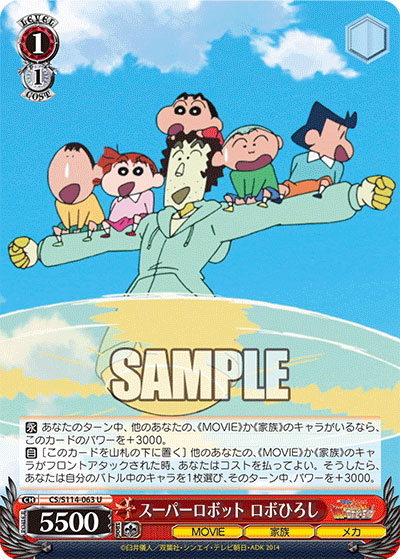 LEVEL
1
1
COST
SAMPLE
永 あなたのターン中、他のあなたの、《MOVIE》か《家族》のキャラがいるなら、
このカードのパワーを＋3000。
自 [このカードを山札の下に置く] 他のあなたの、《MOVIE》か《家族》のキャラ
がフロントアタックされた時、あなたはコストを払ってよい。そうしたら、
あなたは自分のバトル中のキャラを1枚選び、そのターン中、パワーを＋3000。
CH CS/S114-063 U
5500
スーパーロボット ロボひろし
MOVIE 家族 メカ
©臼井儀人／双葉社・シンエイ・テレビ朝日・ADK 2014